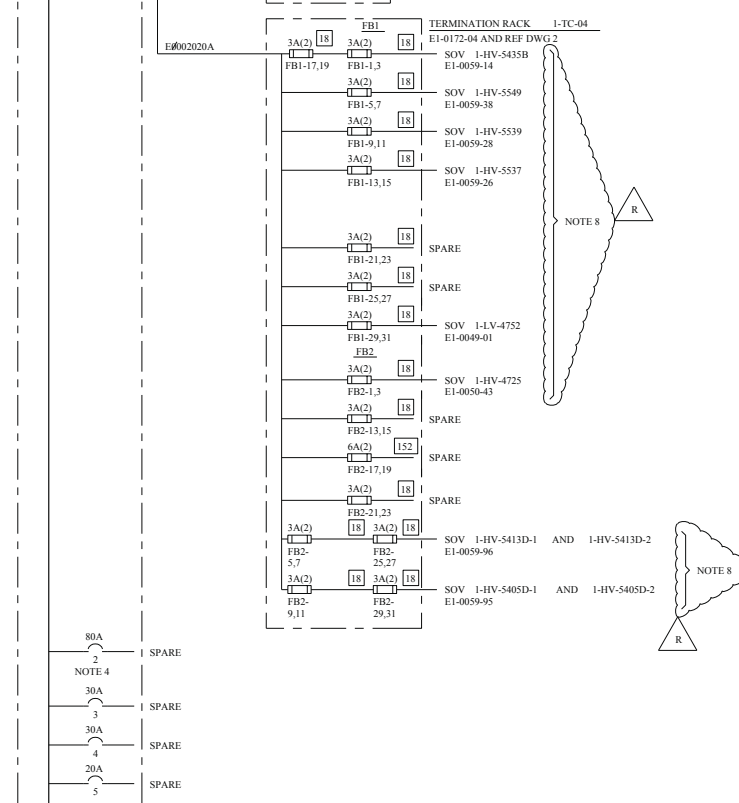 FB1
TERMINATION RACK 1-TC-04
E1-0172-04 AND REF DWG 2
EØ002020A
3A(2) 18 3A(2) 18
FB1-17,19 FB1-1,3
SOV 1-HV-5435B
E1-0059-14
3A(2) 18
FB1-5,7
SOV 1-HV-5549
E1-0059-38
3A(2) 18
FB1-9,11
SOV 1-HV-5539
E1-0059-28
3A(2) 18
FB1-13,15
SOV 1-HV-5537
E1-0059-26
NOTE 8
R
3A(2) 18
FB1-21,23
SPARE
3A(2) 18
FB1-25,27
SPARE
3A(2) 18
FB1-29,31
SOV 1-LV-4752
E1-0049-01
FB2
3A(2) 18
FB2-1,3
SOV 1-HV-4725
E1-0050-43
3A(2) 18
FB2-13,15
SPARE
6A(2) 152
FB2-17,19
SPARE
3A(2) 18
FB2-21,23
SPARE
3A(2) 18 3A(2) 18
FB2-
5,7
FB2-
25,27
SOV 1-HV-5413D-1 AND 1-HV-5413D-2
E1-0059-96
3A(2) 18 3A(2) 18
FB2-
9,11
FB2-
29,31
SOV 1-HV-5405D-1 AND 1-HV-5405D-2
E1-0059-95
NOTE 8
R
80A
2
SPARE
NOTE 4
30A
3
SPARE
30A
4
SPARE
20A
5
SPARE